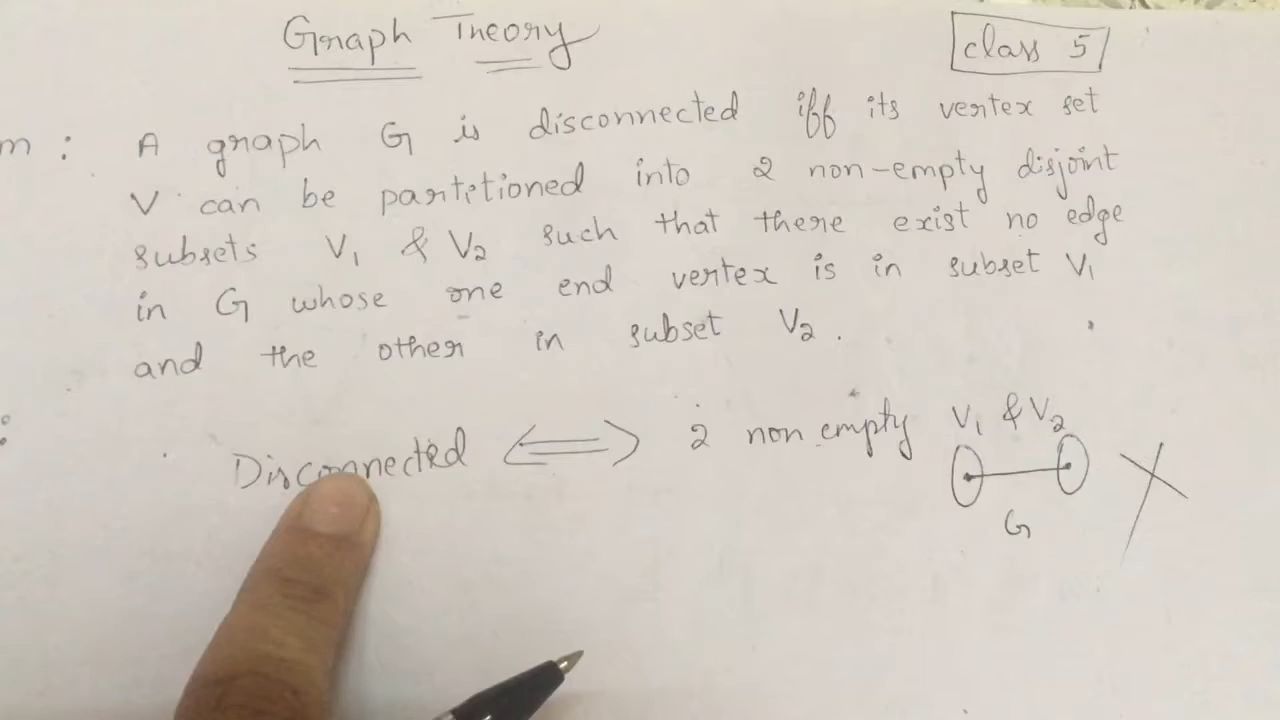 Graph Theory
class 5
m : A graph G is disconnected iff its vertex set
V can be partitioned into 2 non-empty disjoint
subsets V₁ & V₂ such that there exist no edge
in G whose one end vertex is in subset V₁
and the other in subset V₂ .
:
Disconnected ⟺ 2 non empty V₁ & V₂
G